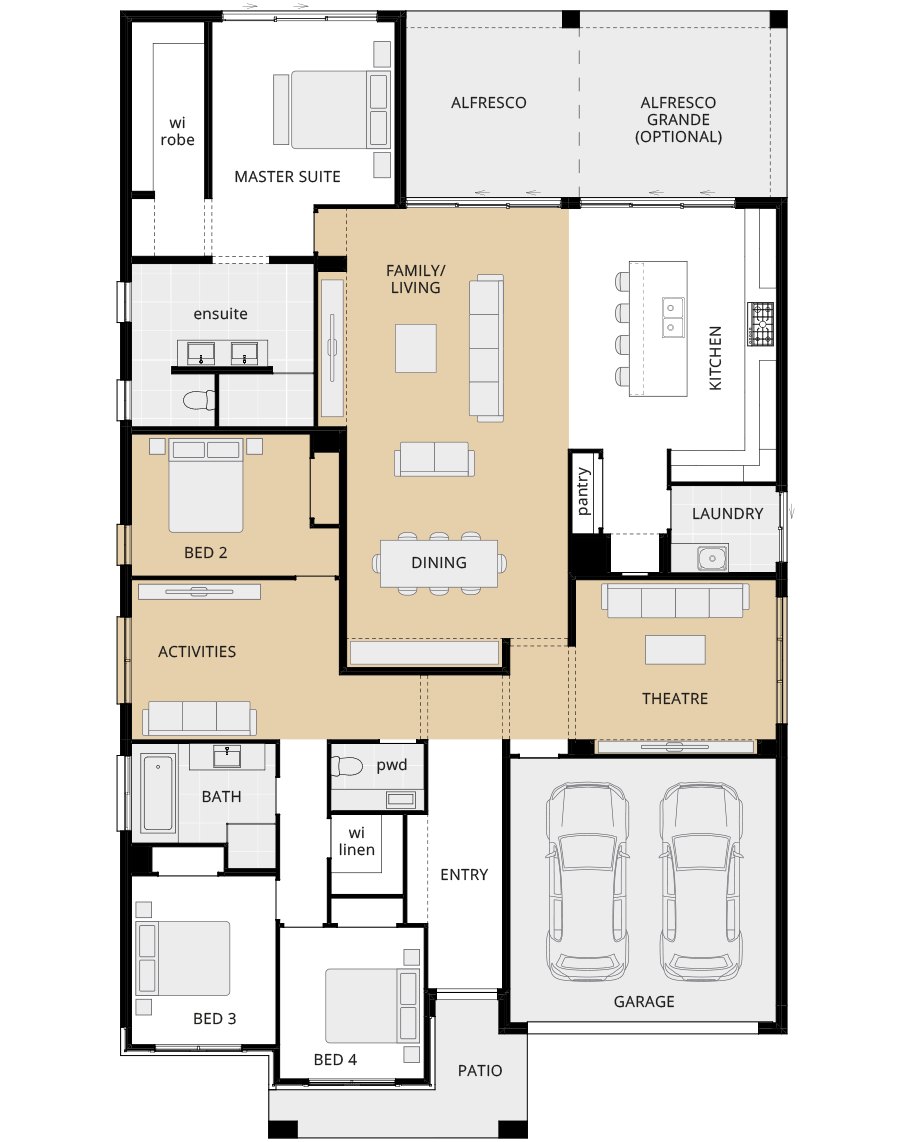 ALFRESCO
ALFRESCO
GRANDE
(OPTIONAL)
wi
robe
MASTER SUITE
FAMILY/
LIVING
ensuite
KITCHEN
pantry
LAUNDRY
BED 2
DINING
ACTIVITIES
THEATRE
pwd
BATH
wi
linen
ENTRY
GARAGE
BED 3
BED 4
PATIO